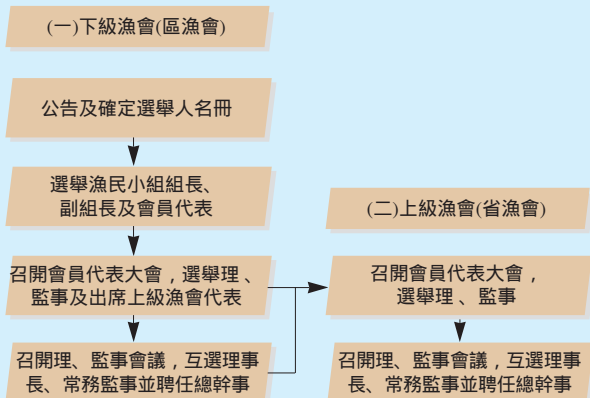 (一)下級漁會(區漁會)
公告及確定選舉人名冊
選舉漁民小組組長、
副組長及會員代表
召開會員代表大會，選舉理、
監事及出席上級漁會代表
召開理、監事會議，互選理事
長、常務監事並聘任總幹事
(二)上級漁會(省漁會)
召開會員代表大會，
選舉理、監事
召開理、監事會議，互選理事
長、常務監事並聘任總幹事